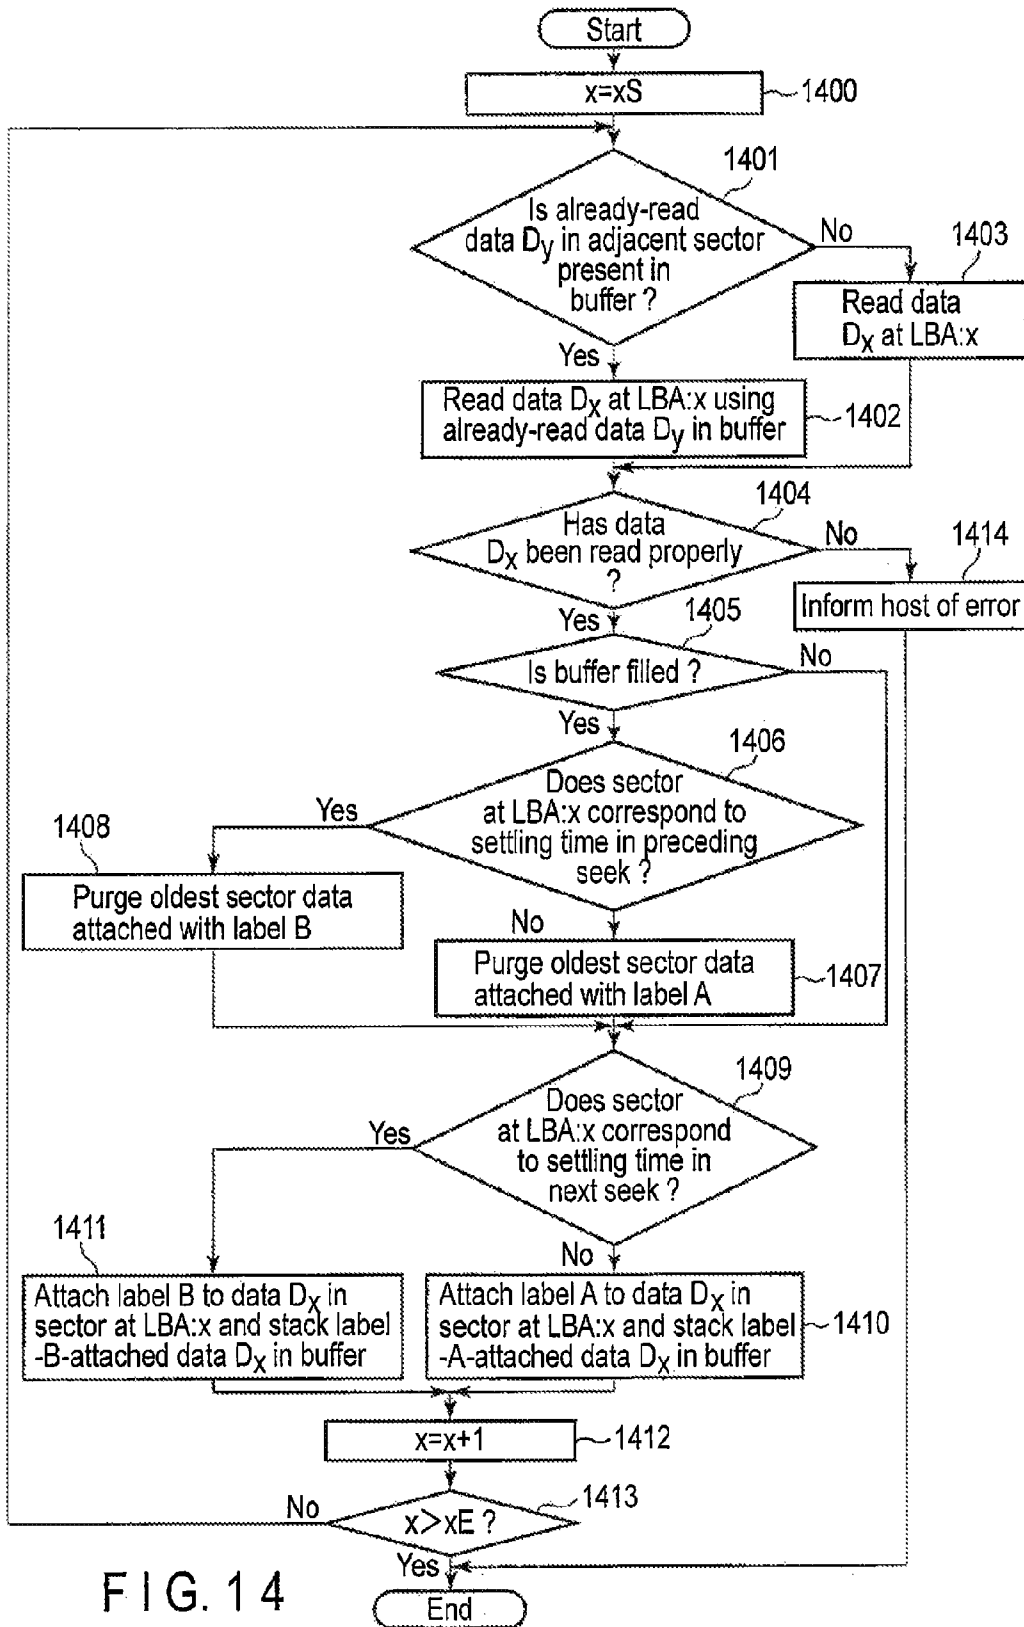 Start
x=xS
1400
1401
Is already-read
data Dy in adjacent sector
present in
buffer ?
No
1403
Read data
Dx at LBA:x
Yes
Read data Dx at LBA:x using
already-read data Dy in buffer
1402
1404
Has data
Dx been read properly
?
No
1414
Inform host of error
Yes
1405
Is buffer filled ?
No
Yes
1406
Does sector
at LBA:x correspond to
settling time in preceding
seek ?
Yes
1408
Purge oldest sector data
attached with label B
No
Purge oldest sector data
attached with label A
1407
1409
Does sector
at LBA:x correspond
to settling time in
next seek ?
Yes
1411
No
Attach label B to data Dx in
sector at LBA:x and stack label
-B-attached data Dx in buffer
Attach label A to data Dx in
sector at LBA:x and stack label
-A-attached data Dx in buffer
1410
x=x+1
1412
1413
No
x>xE ?
Yes
FIG. 14
End